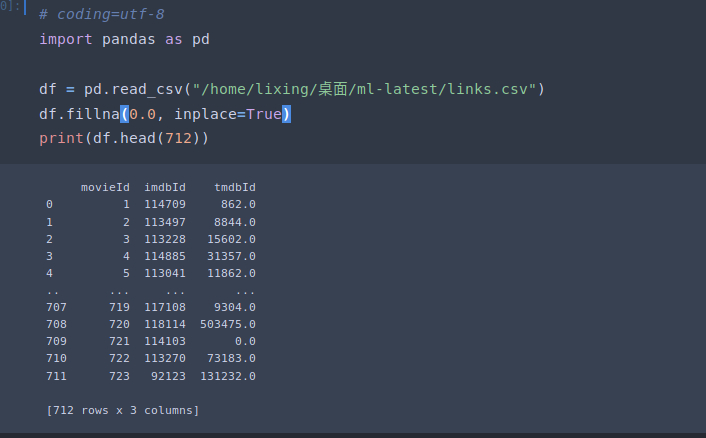 0]:
# coding=utf-8
import pandas as pd
df = pd.read_csv("/home/lixing/桌面/ml-latest/links.csv")
df.fillna(0.0, inplace=True)
print(df.head(712))
movieId imdbId tmdbId
0 1 114709 862.0
1 2 113497 8844.0
2 3 113228 15602.0
3 4 114885 31357.0
4 5 113041 11862.0
.. ... ... ...
707 719 117108 9304.0
708 720 118114 503475.0
709 721 114103 0.0
710 722 113270 73183.0
711 723 92123 131232.0
[712 rows x 3 columns]